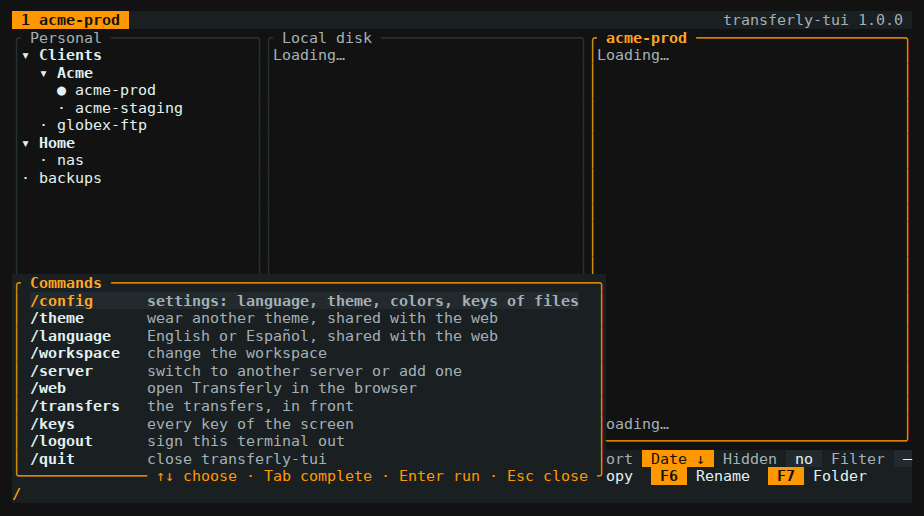 1 acme-prod transferly-tui 1.0.0
Personal Local disk acme-prod
▾ Clients Loading… Loading…
▾ Acme
● acme-prod
· acme-staging
· globex-ftp
▾ Home
· nas
· backups
Commands
/config settings: language, theme, colors, keys of files
/theme wear another theme, shared with the web
/language English or Español, shared with the web
/workspace change the workspace
/server switch to another server or add one
/web open Transferly in the browser
/transfers the transfers, in front oading…
/keys every key of the screen
/logout sign this terminal out
/quit close transferly-tui ort Date ↓ Hidden no Filter —
↑↓ choose · Tab complete · Enter run · Esc close opy F6 Rename F7 Folder
/